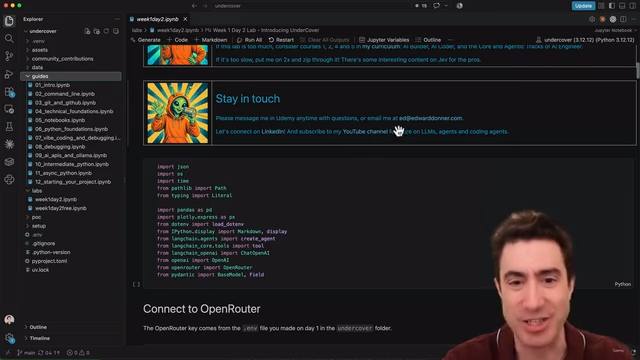 undercover
Update
EXPLORER
week1day2.ipynb
undercover
.venv
assets
community_contributions
data
guides
01_intro.ipynb
02_command_line.ipynb
03_git_and_github.ipynb
04_technical_foundations.ipynb
05_notebooks.ipynb
06_python_foundations.ipynb
07_vibe_coding_and_debugging.ipynb
08_debugging.ipynb
09_ai_apis_and_ollama.ipynb
10_intermediate_python.ipynb
11_async_python.ipynb
12_starting_your_project.ipynb
labs
week1day2.ipynb
week1day2free.ipynb
poc
setup
.env
.gitignore
.python-version
pyproject.toml
uv.lock
Outline
Timeline
main
labs > week1day2.ipynb > M↓ Week 1 Day 2 Lab - Introducing UnderCover
Generate + Code + Markdown Run All Restart Clear All Outputs Jupyter Variables Outline undercover (3.12.12) (Python 3.12.12)
If this lab is too much, consider courses 1, 2, 4 & 5 in my curriculum: AI Builder, AI Coder, and the Core and Agentic Tracks of AI Engineer.
If it's too slow, put me on 2x and zip through it! There's some interesting content on Jev for the pros.
Stay in touch
Please message me in Udemy anytime with questions, or email me at ed@edwarddonner.com.
Let's connect on LinkedIn! And subscribe to my YouTube channel on LLMs, agents and coding agents.
import json
import os
import time
from pathlib import Path
from typing import Literal
import pandas as pd
import plotly.express as px
from dotenv import load_dotenv
from IPython.display import Markdown, display
from langchain.agents import create_agent
from langchain_core.tools import tool
from langchain_openai import ChatOpenAI
from openai import OpenAI
from openrouter import OpenRouter
from pydantic import BaseModel, Field
[ ]
Python
Connect to OpenRouter
The OpenRouter key comes from the .env file you made on day 1 in the undercover folder.